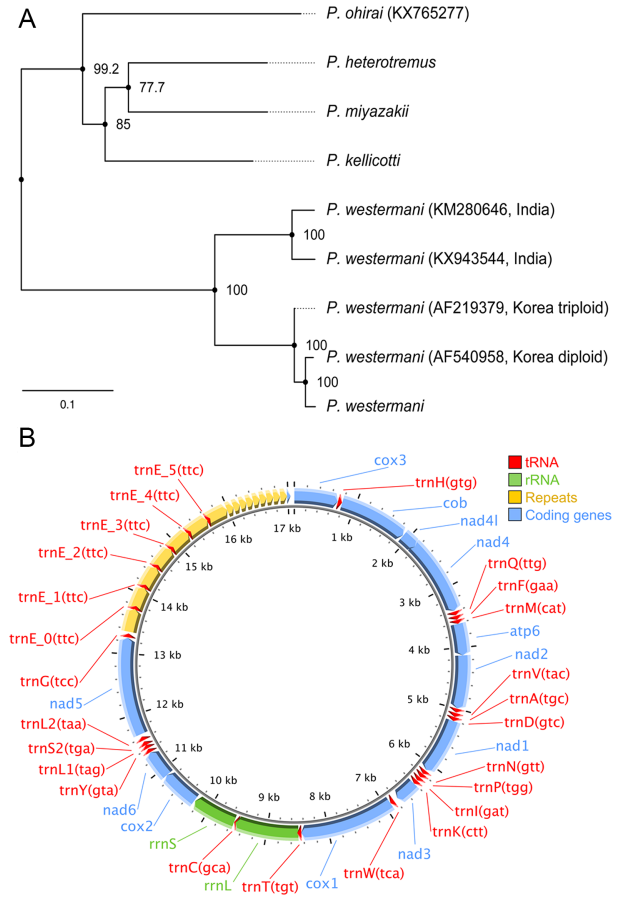 A
P. ohirai (KX765277)
99.2
P. heterotremus
77.7
P. miyazakii
85
P. kellicotti
P. westermani (KM280646, India)
100
P. westermani (KX943544, India)
100
P. westermani (AF219379, Korea triploid)
100
P. westermani (AF540958, Korea diploid)
100
P. westermani
0.1
B
tRNA
rRNA
Repeats
Coding genes
cox3
trnH(gtg)
cob
nad4l
nad4
trnQ(ttg)
trnF(gaa)
trnM(cat)
atp6
nad2
trnV(tac)
trnA(tgc)
trnD(gtc)
nad1
trnN(gtt)
trnP(tgg)
trnI(gat)
trnK(ctt)
nad3
trnW(tca)
cox1
trnT(tgt)
rrnL
trnC(gca)
rrnS
cox2
nad6
trnY(gta)
trnL1(tag)
trnS2(tga)
trnL2(taa)
nad5
trnG(tcc)
trnE_0(ttc)
trnE_1(ttc)
trnE_2(ttc)
trnE_3(ttc)
trnE_4(ttc)
trnE_5(ttc)
1 kb
2 kb
3 kb
4 kb
5 kb
6 kb
7 kb
8 kb
9 kb
10 kb
11 kb
12 kb
13 kb
14 kb
15 kb
16 kb
17 kb